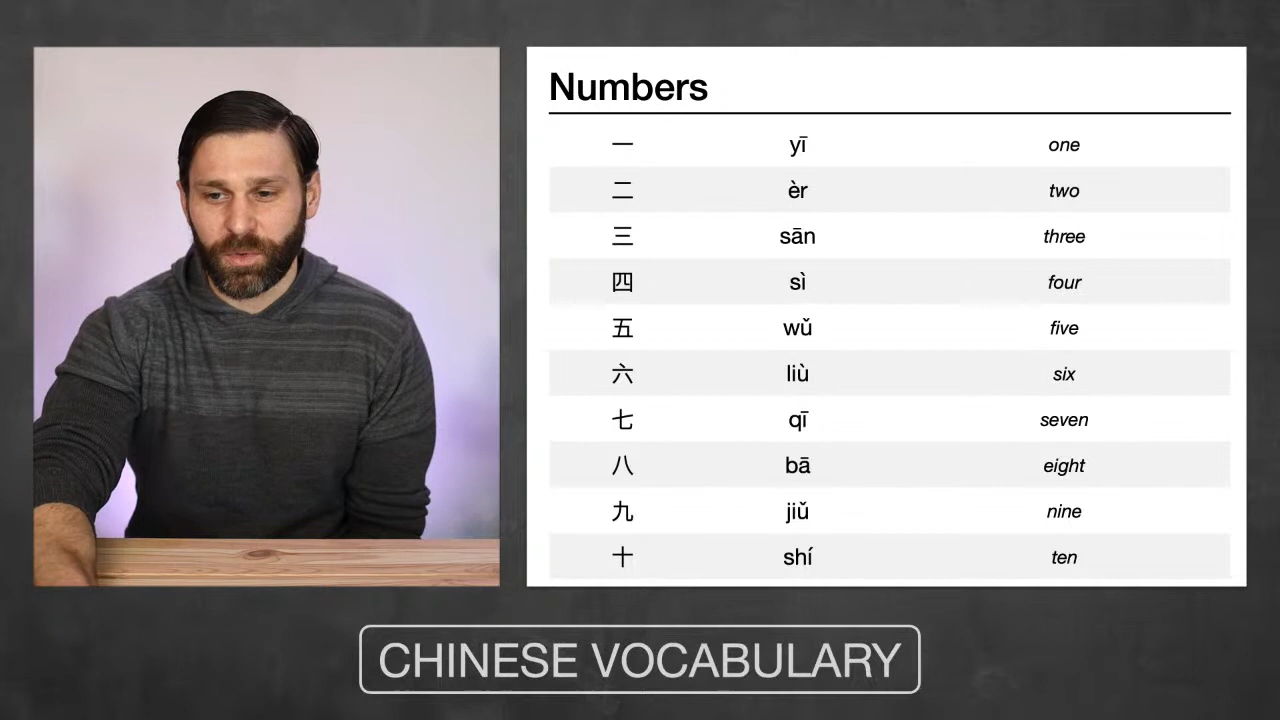 Numbers
一 yī one
二 èr two
三 sān three
四 sì four
五 wǔ five
六 liù six
七 qī seven
八 bā eight
九 jiǔ nine
十 shí ten
CHINESE VOCABULARY